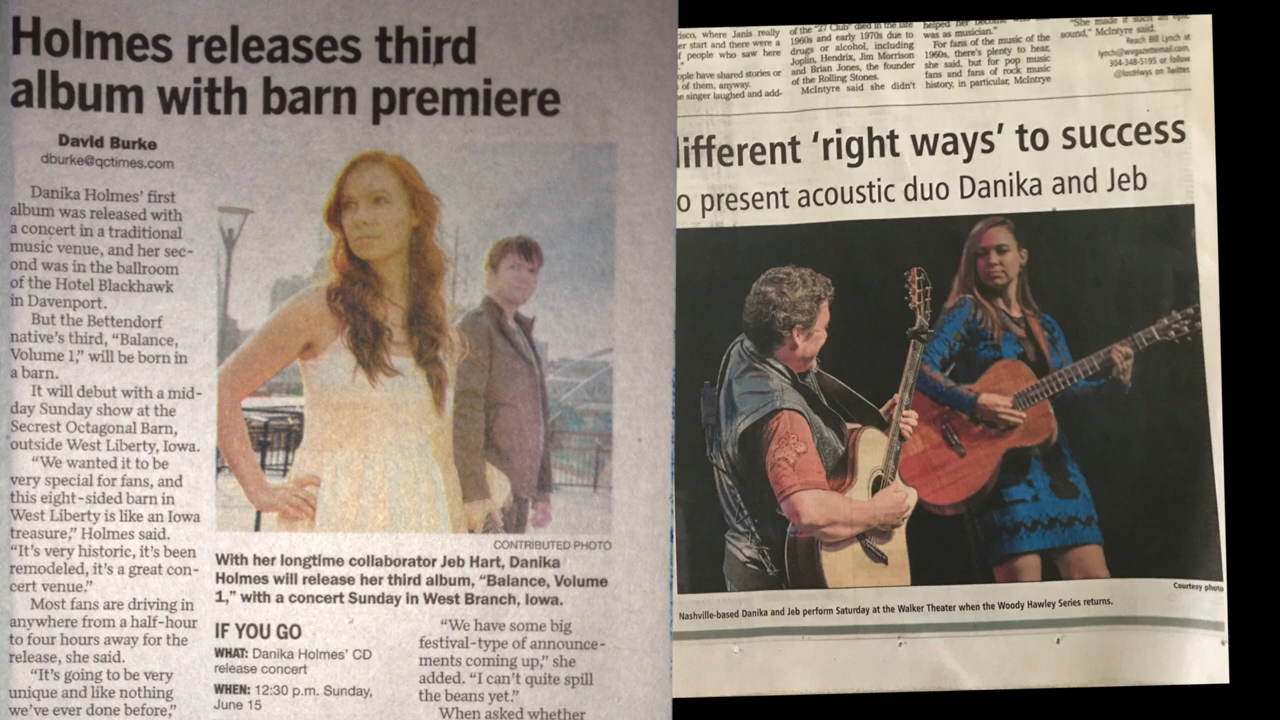 Holmes releases third
album with barn premiere
David Burke
dburke@qctimes.com
Danika Holmes' first
album was released with
a concert in a traditional
music venue, and her sec-
ond was in the ballroom
of the Hotel Blackhawk
in Davenport.
But the Bettendorf
native's third, "Balance,
Volume 1," will be born in
a barn.
It will debut with a mid-
day Sunday show at the
Secrest Octagonal Barn,
outside West Liberty, Iowa.
"We wanted it to be
very special for fans, and
this eight-sided barn in
West Liberty is like an Iowa
treasure," Holmes said.
"It's very historic, it's been
remodeled, it's a great con-
cert venue."
Most fans are driving in
anywhere from a half-hour
to four hours away for the
release, she said.
"It's going to be very
unique and like nothing
we've ever done before,"
CONTRIBUTED PHOTO
With her longtime collaborator Jeb Hart, Danika
Holmes will release her third album, "Balance, Volume
1," with a concert Sunday in West Branch, Iowa.
IF YOU GO
WHAT: Danika Holmes' CD
release concert
WHEN: 12:30 p.m. Sunday,
June 15
"We have some big
festival-type of announce-
ments coming up," she
added. "I can't quite spill
the beans yet."
When asked whether
isco, where Janis really
er start and there were a
f people who saw here
ople have shared stories or
s of them, anyway.
e singer laughed and add-
of the "27 Club" died in the late
1960s and early 1970s due to
drugs or alcohol, including
Joplin, Hendrix, Jim Morrison
and Brian Jones, the founder
of the Rolling Stones.
McIntyre said she didn't
helped her become
was as musician."
For fans of the music of the
1960s, there's plenty to hear,
she said, but for pop music
fans and fans of rock music
history, in particular, McIntrye
"She made it such an epic
sound," McIntyre said.
Reach Bill Lynch at
lynch@wvgazettemail.com,
304-348-5195 or follow
@lostHwys on Twitter.
ifferent 'right ways' to success
o present acoustic duo Danika and Jeb
Courtesy photo
Nashville-based Danika and Jeb perform Saturday at the Walker Theater when the Woody Hawley Series returns.